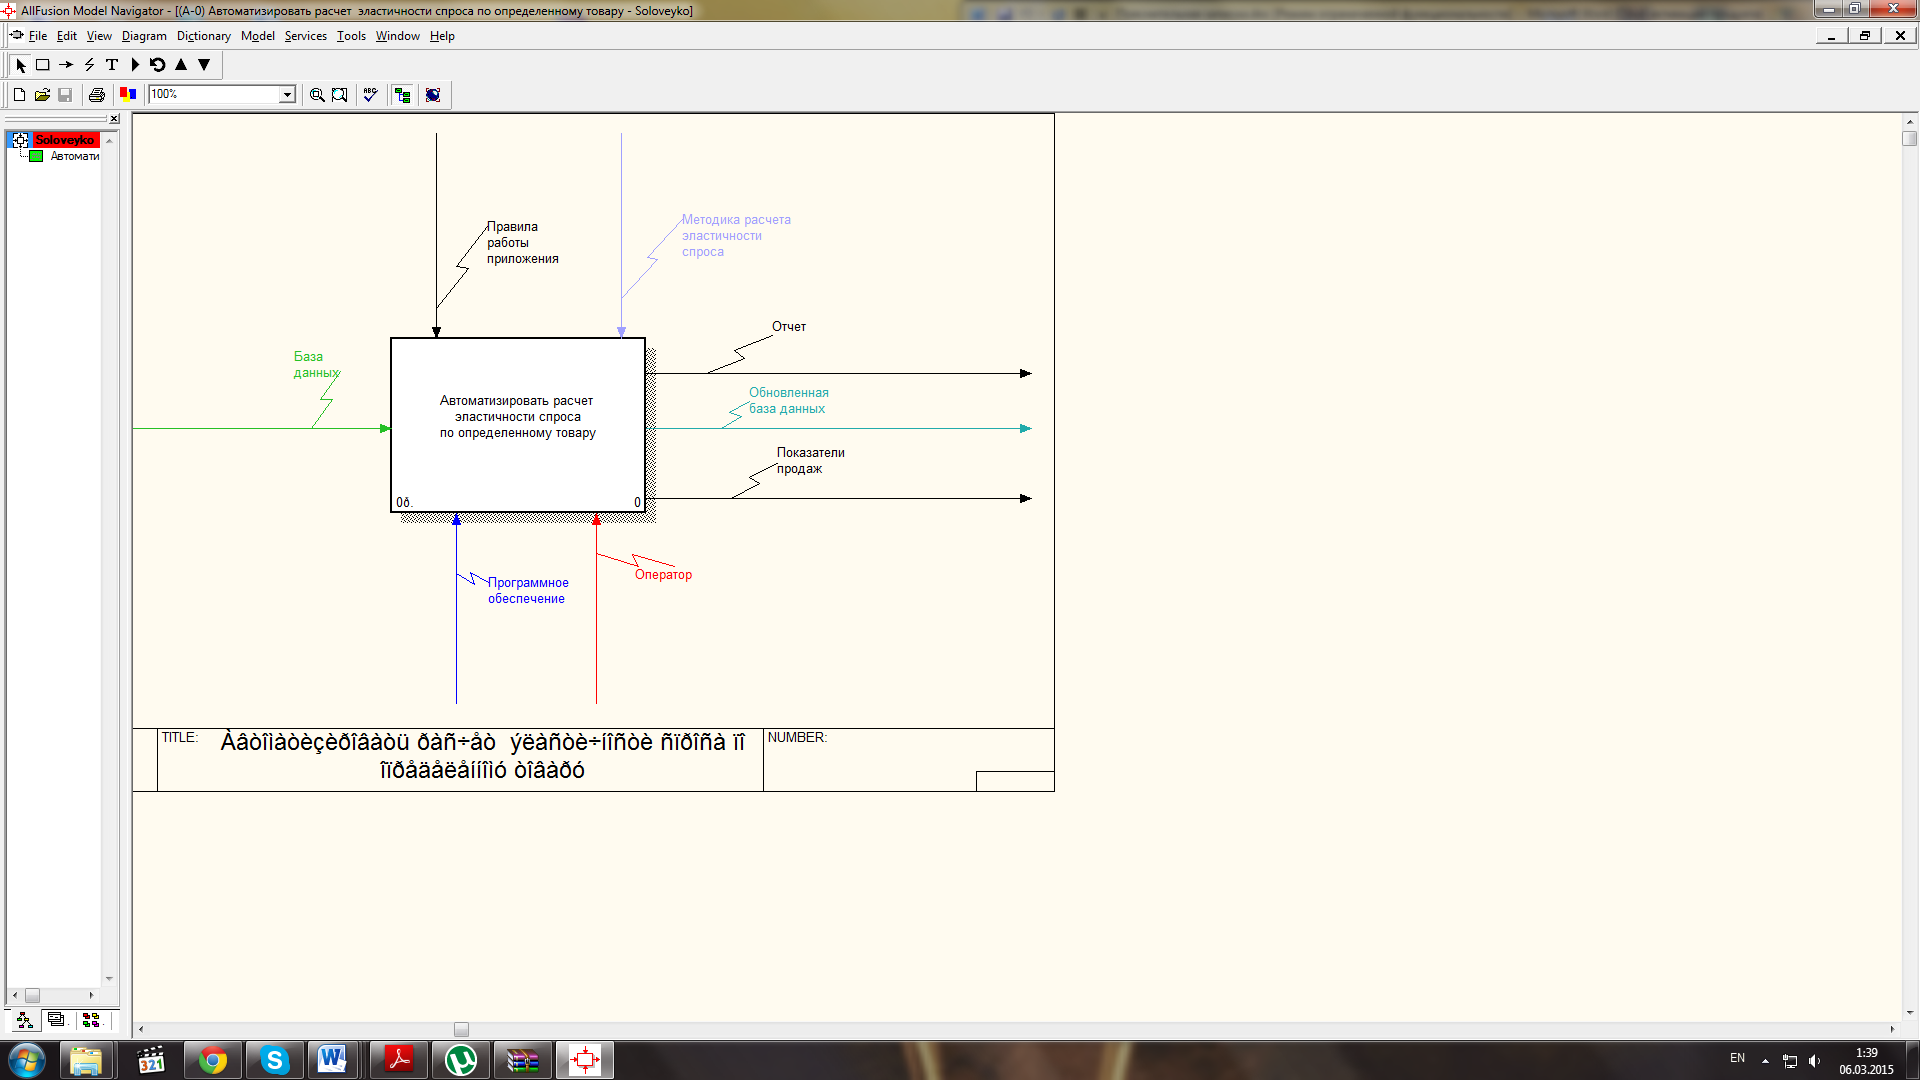 AllFusion Model Navigator - [(A-0) Автоматизировать расчет  эластичности спроса по определенному товару - Soloveyko]
File Edit View Diagram Dictionary Model Services Tools Window Help
100%
Soloveyko
Автомати
Правила
работы
приложения
Методика расчета
эластичности
спроса
Отчет
База
данных
Обновленная
база данных
Автоматизировать расчет
эластичности спроса
по определенному товару
Показатели
продаж
0ð. 0
Программное
обеспечение
Оператор
TITLE: Àâòîìàòèçèðîâàòü ðàñ÷åò  ýëàñòè÷íîñòè ñïðîñà ïî
îïðåäåëåííîìó òîâàðó
NUMBER:
EN
1:39
06.03.2015